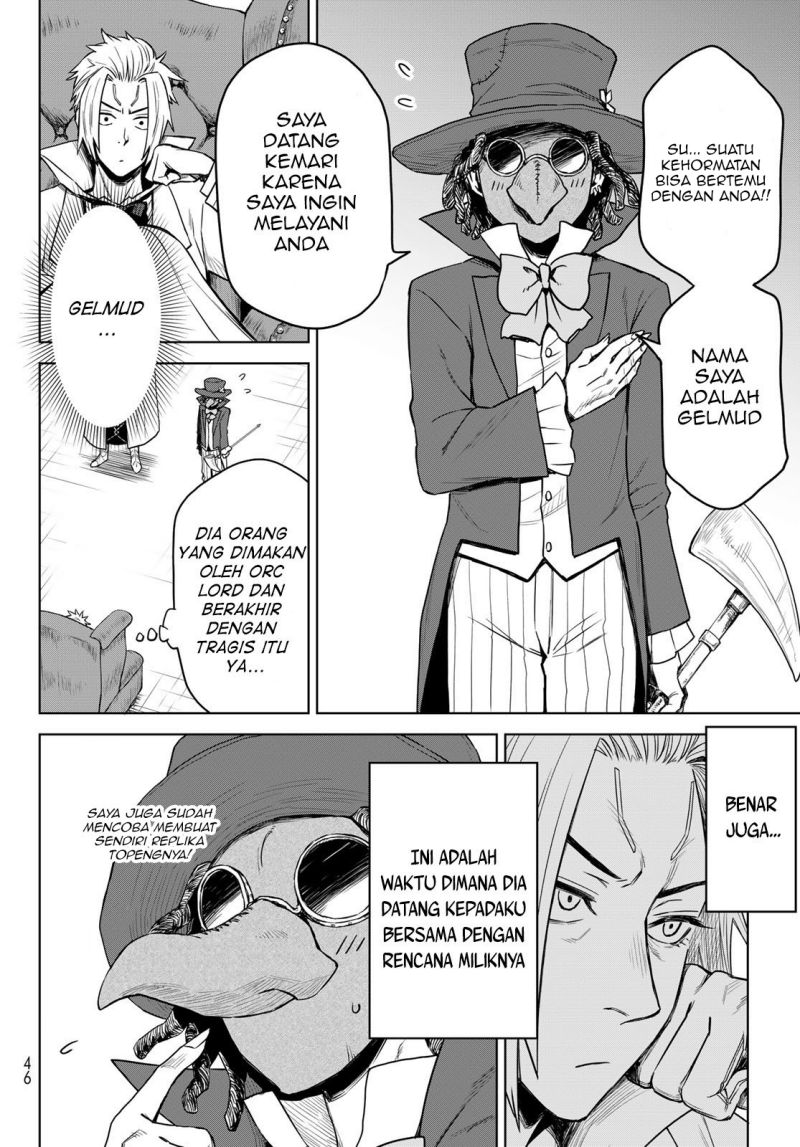 SU... SUATU
KEHORMATAN
BISA BERTEMU
DENGAN ANDA!!
NAMA
SAYA
ADALAH
GELMUD
SAYA
DATANG
KEMARI
KARENA
SAYA INGIN
MELAYANI
ANDA
GELMUD
...
DIA ORANG
YANG DIMAKAN
OLEH ORC
LORD DAN
BERAKHIR
DENGAN
TRAGIS ITU
YA...
BENAR
JUGA...
INI ADALAH
WAKTU DIMANA DIA
DATANG KEPADAKU
BERSAMA DENGAN
RENCANA MILIKNYA
SAYA JUGA SUDAH
MENCOBA MEMBUAT
SENDIRI REPLIKA
TOPENGNYA!
46